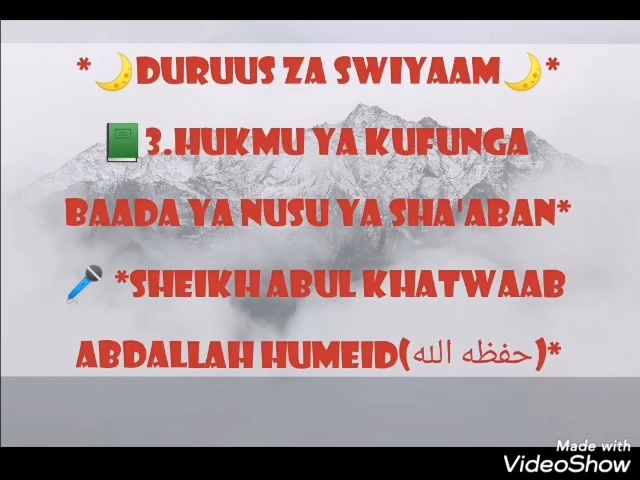 *🌙DURUUS ZA SWIYAAM🌙*
📗3.HUKMU YA KUFUNGA
BAADA YA NUSU YA SHA'ABAN*
🎤 *SHEIKH ABUL KHATWAAB
ABDALLAH HUMEID(حفظه الله)*
Made with
VideoShow